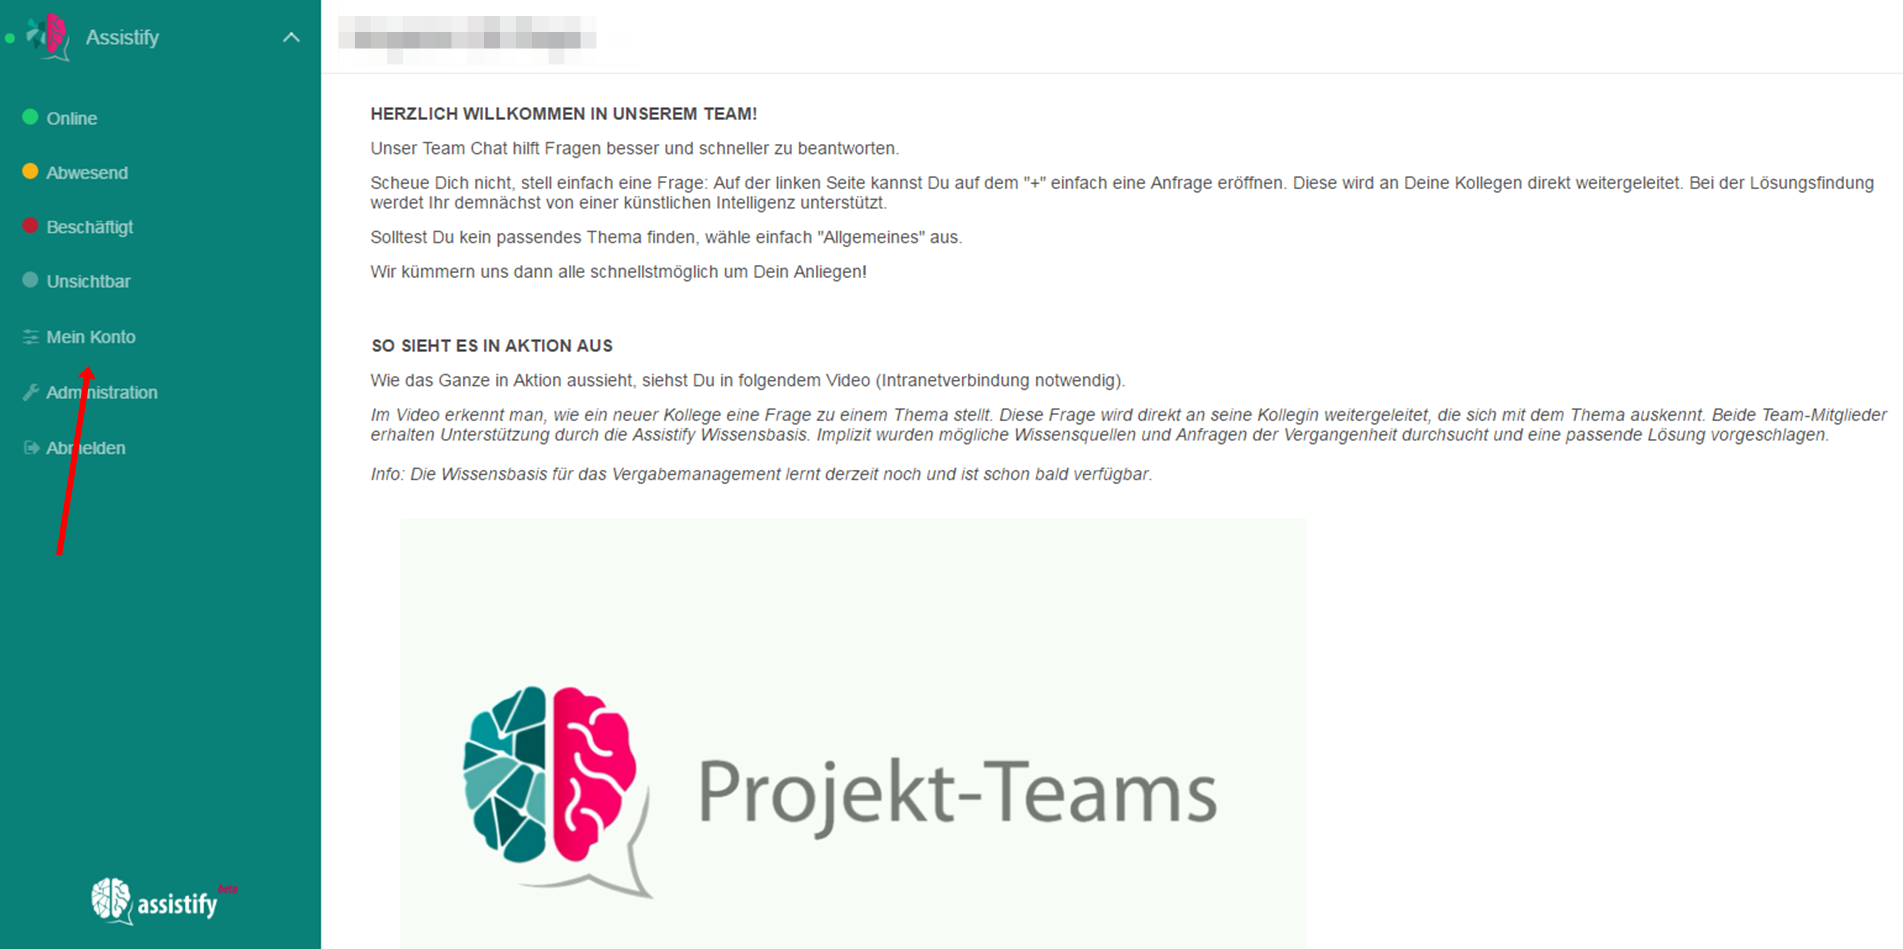 Assistify
Online
Abwesend
Beschäftigt
Unsichtbar
Mein Konto
Administration
Abmelden
assistify beta
HERZLICH WILLKOMMEN IN UNSEREM TEAM!
Unser Team Chat hilft Fragen besser und schneller zu beantworten.
Scheue Dich nicht, stell einfach eine Frage: Auf der linken Seite kannst Du auf dem "+" einfach eine Anfrage eröffnen. Diese wird an Deine Kollegen direkt weitergeleitet. Bei der Lösungsfindung
werdet Ihr demnächst von einer künstlichen Intelligenz unterstützt.
Solltest Du kein passendes Thema finden, wähle einfach "Allgemeines" aus.
Wir kümmern uns dann alle schnellstmöglich um Dein Anliegen!
SO SIEHT ES IN AKTION AUS
Wie das Ganze in Aktion aussieht, siehst Du in folgendem Video (Intranetverbindung notwendig).
Im Video erkennt man, wie ein neuer Kollege eine Frage zu einem Thema stellt. Diese Frage wird direkt an seine Kollegin weitergeleitet, die sich mit dem Thema auskennt. Beide Team-Mitglieder
erhalten Unterstützung durch die Assistify Wissensbasis. Implizit wurden mögliche Wissensquellen und Anfragen der Vergangenheit durchsucht und eine passende Lösung vorgeschlagen.
Info: Die Wissensbasis für das Vergabemanagement lernt derzeit noch und ist schon bald verfügbar.
Projekt-Teams